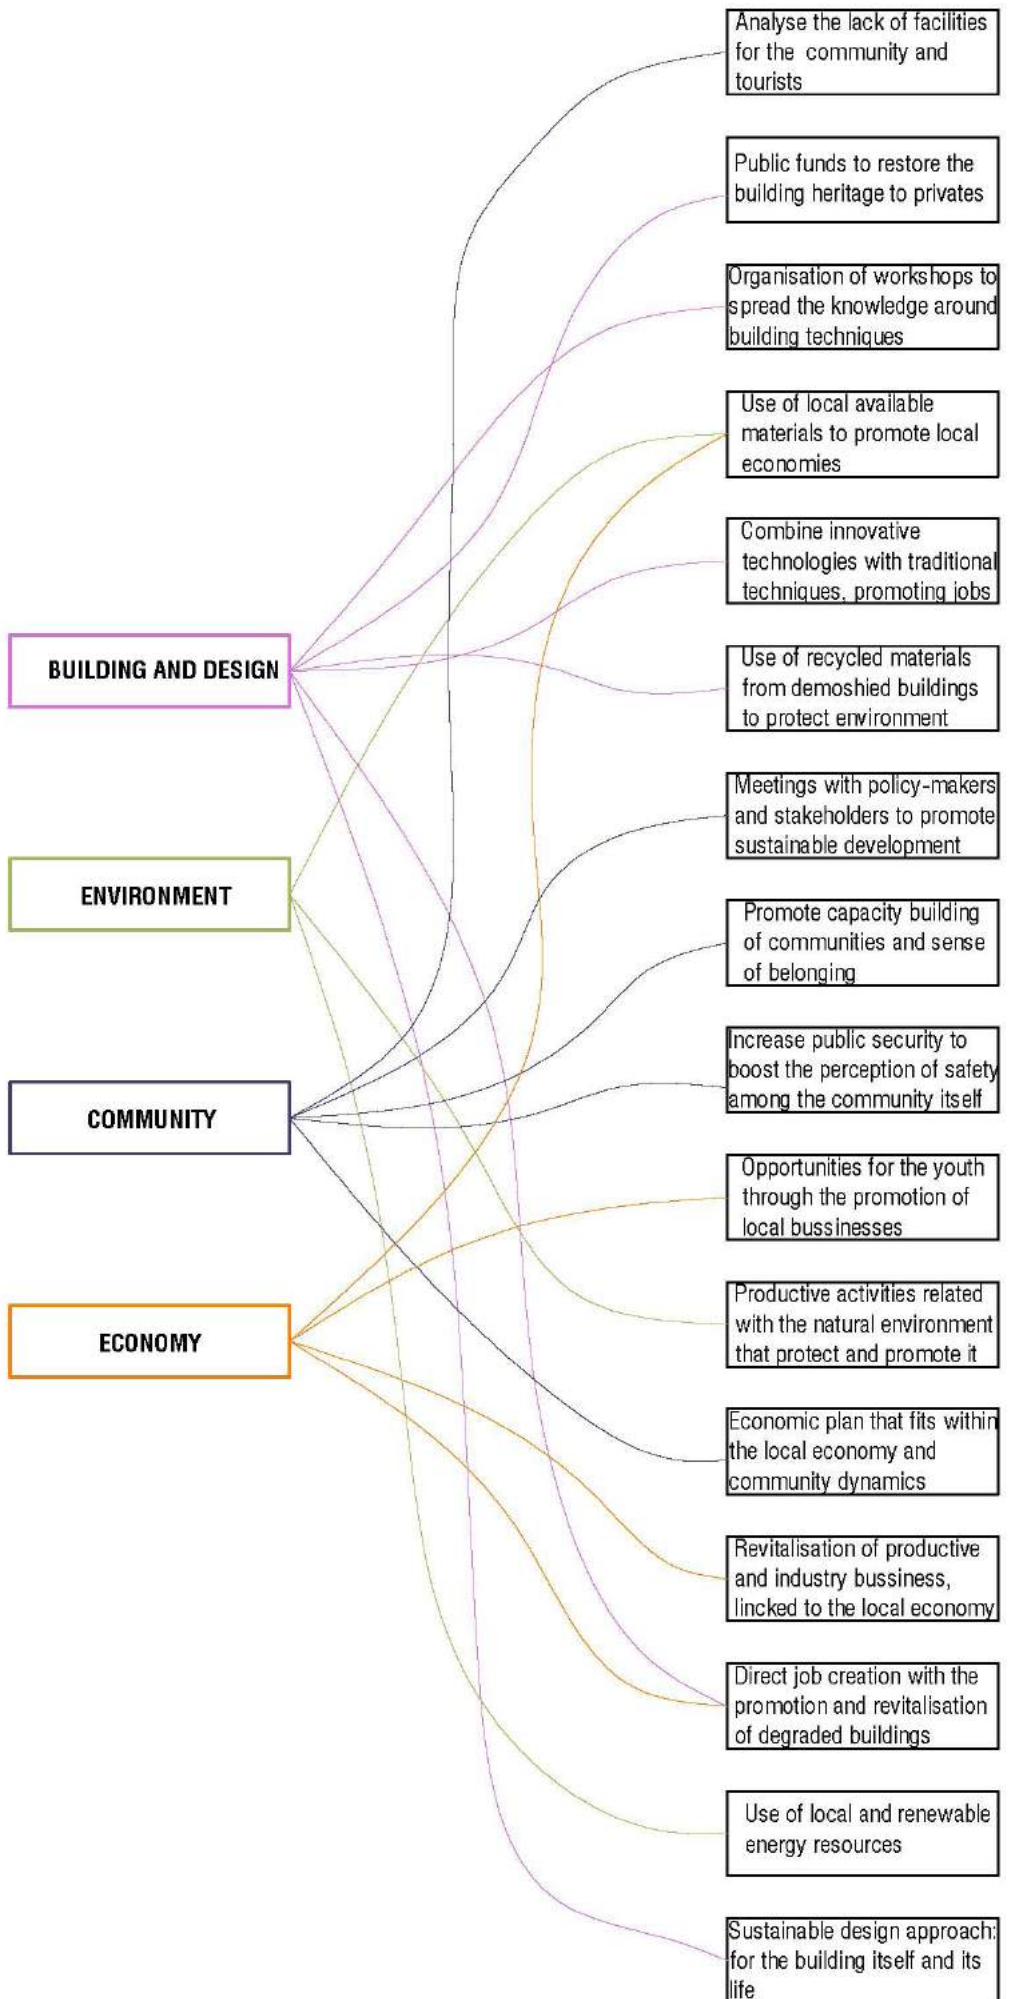 Analyse the lack of facilities
for the community and
tourists
Public funds to restore the
building heritage to privates
Organisation of workshops to
spread the knowledge around
building techniques
Use of local available
materials to promote local
economies
Combine innovative
technologies with traditional
techniques, promoting jobs
BUILDING AND DESIGN
Use of recycled materials
from demoshied buildings
to protect environment
Meetings with policy-makers
and stakeholders to promote
sustainable development
ENVIRONMENT
Promote capacity building
of communities and sense
of belonging
Increase public security to
boost the perception of safety
among the community itself
COMMUNITY
Opportunities for the youth
through the promotion of
local bussinesses
Productive activities related
with the natural environment
that protect and promote it
ECONOMY
Economic plan that fits within
the local economy and
community dynamics
Revitalisation of productive
and industry bussiness,
lincked to the local economy
Direct job creation with the
promotion and revitalisation
of degraded buildings
Use of local and renewable
energy resources
Sustainable design approach:
for the building itself and its
life